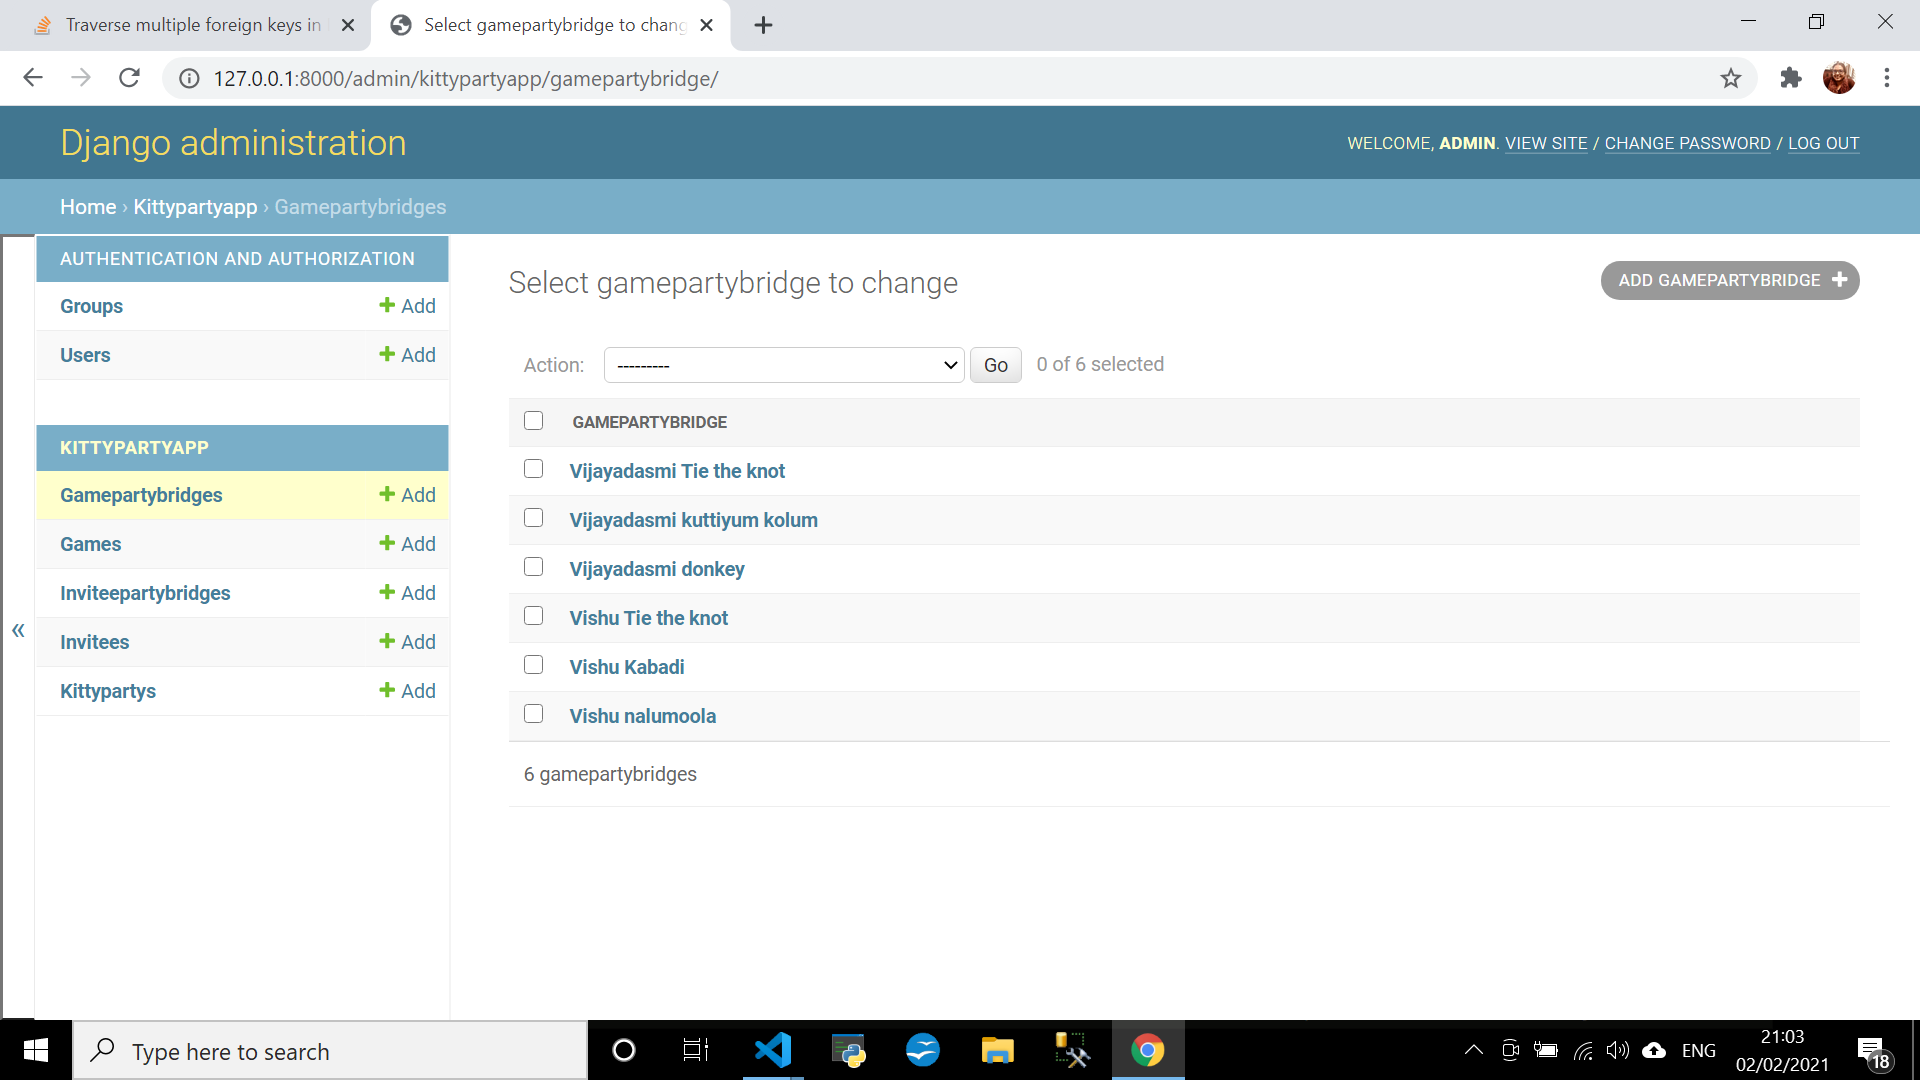 Traverse multiple foreign keys in
Select gamepartybridge to chang
127.0.0.1:8000/admin/kittypartyapp/gamepartybridge/
Django administration
WELCOME, ADMIN. VIEW SITE / CHANGE PASSWORD / LOG OUT
Home › Kittypartyapp › Gamepartybridges
AUTHENTICATION AND AUTHORIZATION
Groups + Add
Users + Add
KITTYPARTYAPP
Gamepartybridges + Add
Games + Add
Inviteepartybridges + Add
Invitees + Add
Kittypartys + Add
«
Select gamepartybridge to change
ADD GAMEPARTYBRIDGE +
Action: --------- Go 0 of 6 selected
GAMEPARTYBRIDGE
Vijayadasmi Tie the knot
Vijayadasmi kuttiyum kolum
Vijayadasmi donkey
Vishu Tie the knot
Vishu Kabadi
Vishu nalumoola
6 gamepartybridges
Type here to search
ENG
21:03
02/02/2021
18